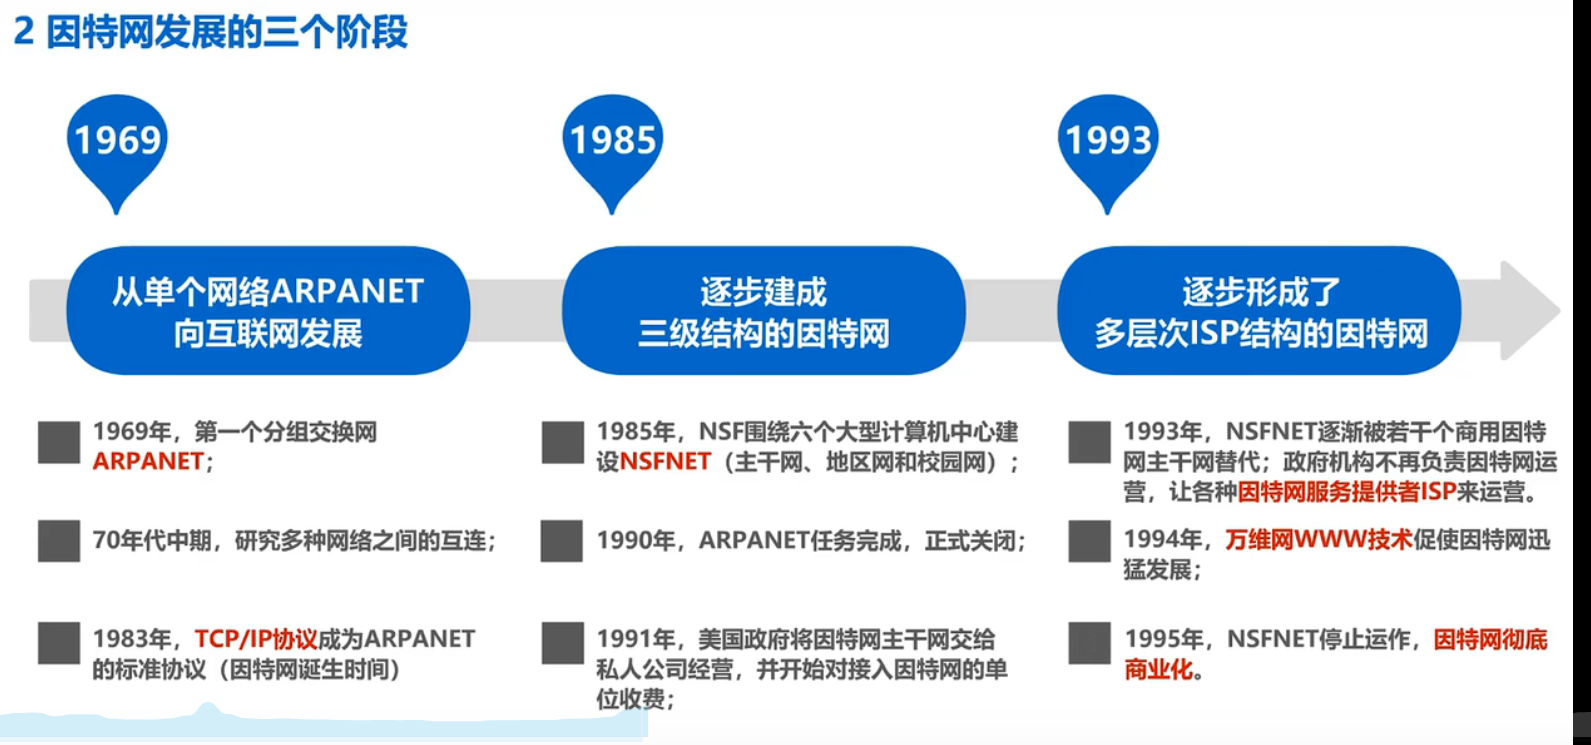 2 因特网发展的三个阶段
1969
1985
1993
从单个网络ARPANET
向互联网发展
逐步建成
三级结构的因特网
逐步形成了
多层次ISP结构的因特网
1969年，第一个分组交换网
ARPANET；
70年代中期，研究多种网络之间的互连；
1983年，TCP/IP协议成为ARPANET
的标准协议（因特网诞生时间）
1985年，NSF围绕六个大型计算机中心建
设NSFNET（主干网、地区网和校园网）；
1990年，ARPANET任务完成，正式关闭；
1991年，美国政府将因特网主干网交给
私人公司经营，并开始对接入因特网的单
位收费；
1993年，NSFNET逐渐被若干个商用因特
网主干网替代；政府机构不再负责因特网运
营，让各种因特网服务提供者ISP来运营。
1994年，万维网WWW技术促使因特网迅
猛发展；
1995年，NSFNET停止运作，因特网彻底
商业化。